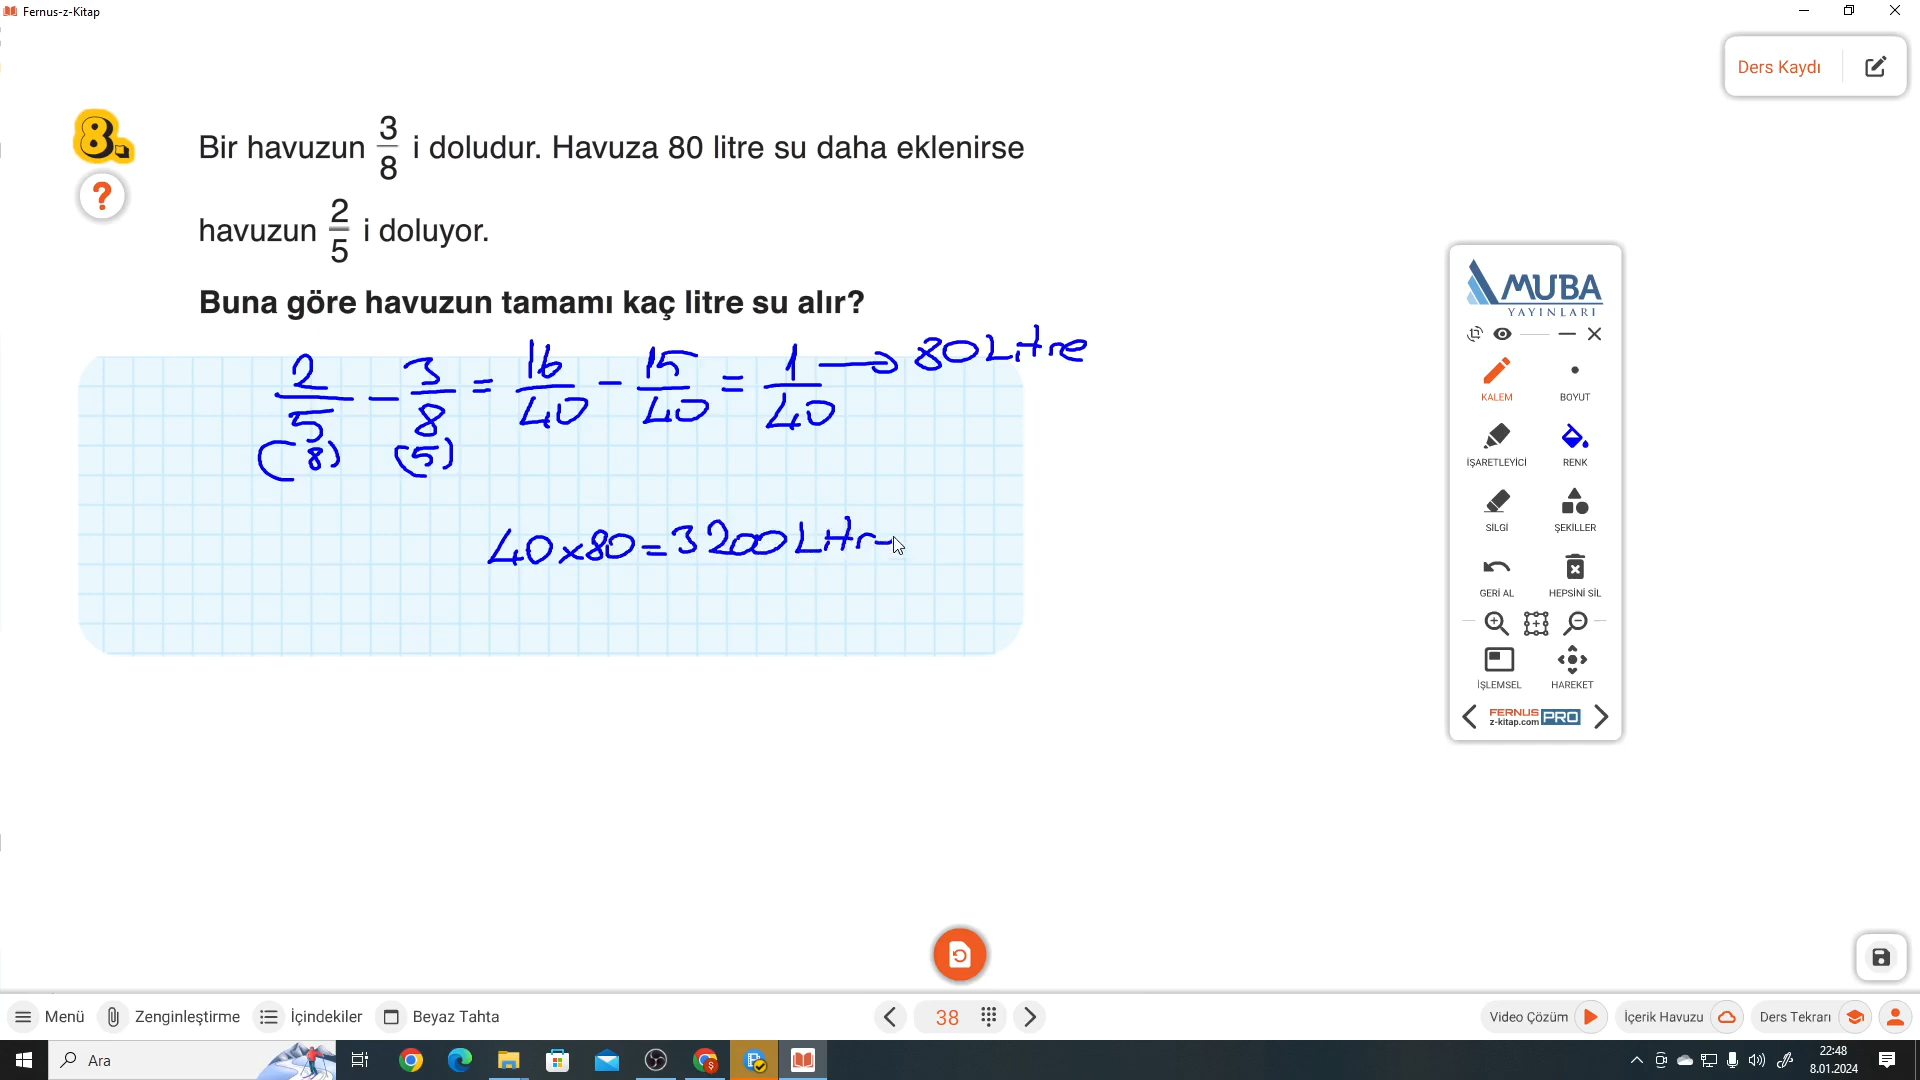 Fernus-z-Kitap
Ders Kaydı
8.
?
Bir havuzun 3/8 i doludur. Havuza 80 litre su daha eklenirse
havuzun 2/5 i doluyor.
Buna göre havuzun tamamı kaç litre su alır?
2/5 - 3/8 = 16/40 - 15/40 = 1/40 → 80 Litre
(8) (5)
40x80=3200 Litr
MUBA
YAYINLARI
KALEM BOYUT
İŞARETLEYİCİ RENK
SİLGİ ŞEKİLLER
GERİ AL HEPSİNİ SİL
İŞLEMSEL HAREKET
FERNUS
z-kitap.com PRO
Menü Zenginleştirme İçindekiler Beyaz Tahta 38 Video Çözüm İçerik Havuzu Ders Tekrarı
Ara
22:48
8.01.2024